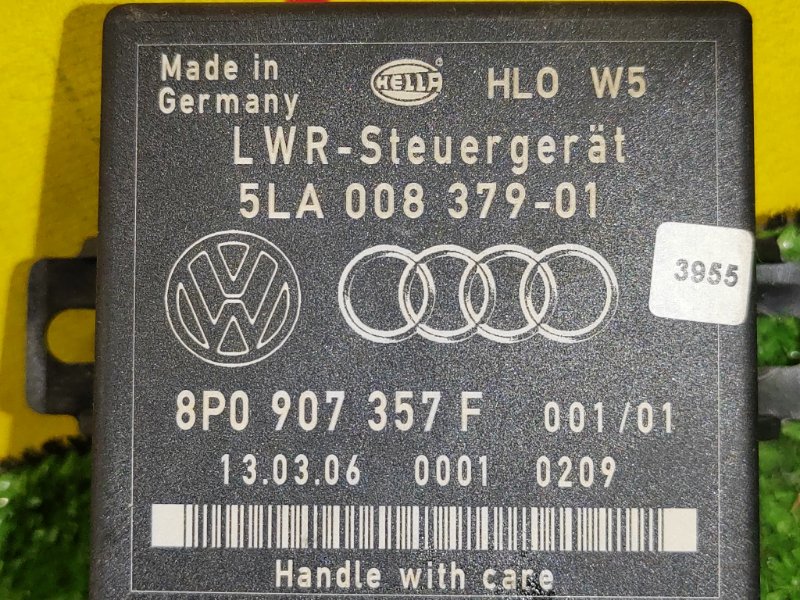 Made in HELLA HLO W5
Germany
LWR-Steuergerät
5LA 008 379-01
3955
8P0 907 357 F 001/01
13.03.06 0001 0209
Handle with care